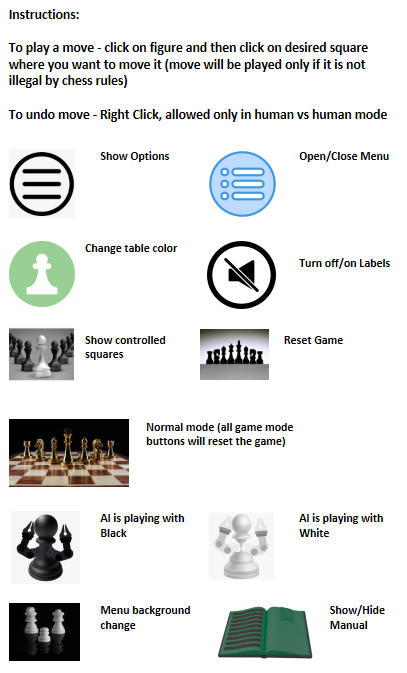 Instructions:
To play a move - click on figure and then click on desired square
where you want to move it (move will be played only if it is not
illegal by chess rules)
To undo move - Right Click, allowed only in human vs human mode
Show Options
Open/Close Menu
Change table color
Turn off/on Labels
Show controlled
squares
Reset Game
Normal mode (all game mode
buttons will reset the game)
AI is playing with
Black
AI is playing with
White
Menu background
change
Show/Hide
Manual